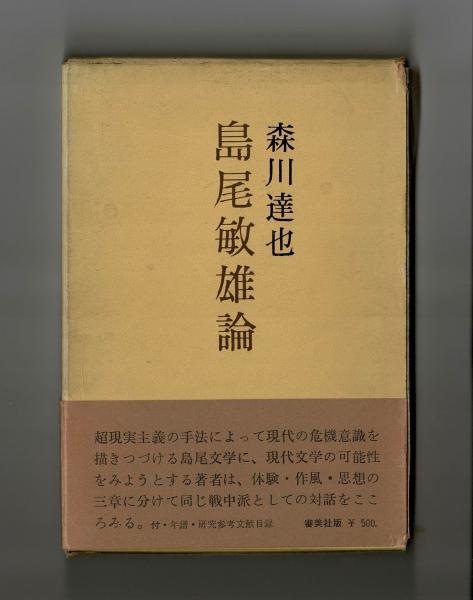 森川達也
島尾敏雄論
超現実主義の手法によって現代の危機意識を
描きつづける島尾文学に、現代文学の可能性
をみようとする著者は、体験・作風・思想の
三章に分けて同じ戦中派としての対話をここ
ろみる。付・年譜・研究参考文献目録 審美社版 ¥ 500.